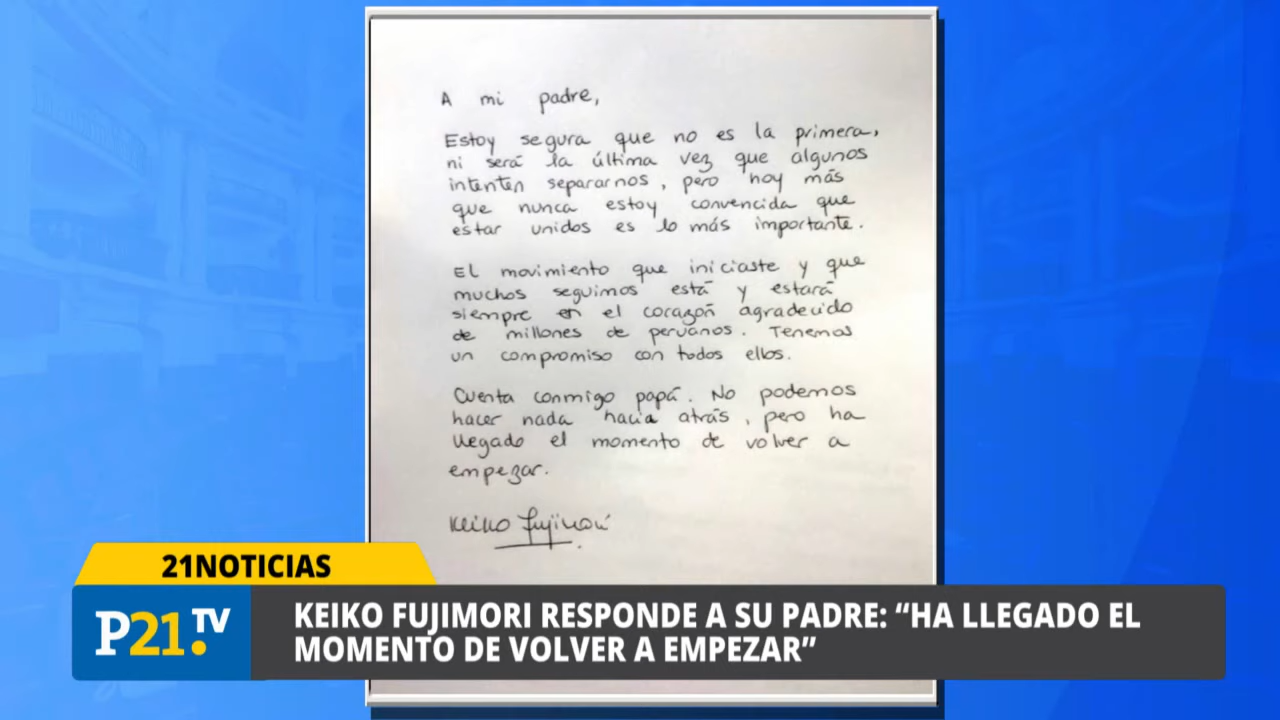 A mi padre,
Estoy segura que no es la primera,
ni será la última vez que algunos
intenten separarnos, pero hoy más
que nunca estoy convencida que
estar unidos es lo más importante.
El movimiento que iniciaste y que
muchos seguimos está y estará
siempre en el corazón agradecido
de millones de peruanos. Tenemos
un compromiso con todos ellos.
Cuenta conmigo papá. No podemos
hacer nada hacia atrás, pero ha
llegado el momento de volver a
empezar.
Keiko Fujimori
21NOTICIAS
P21.TV
KEIKO FUJIMORI RESPONDE A SU PADRE: “HA LLEGADO EL
MOMENTO DE VOLVER A EMPEZAR”